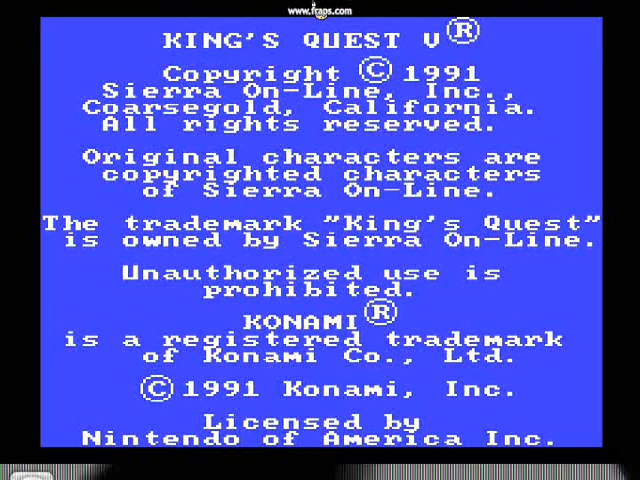 www.fraps.com
KING'S QUEST V®
Copyright © 1991
Sierra On-Line, Inc.,
Coarsegold, California.
All rights reserved.
Original characters are
copyrighted characters
of Sierra On-Line.
The trademark "King's Quest"
is owned by Sierra On-Line.
Unauthorized use is
prohibited.
KONAMI®
is a registered trademark
of Konami Co., Ltd.
© 1991 Konami, Inc.
Licensed by
Nintendo of America Inc.